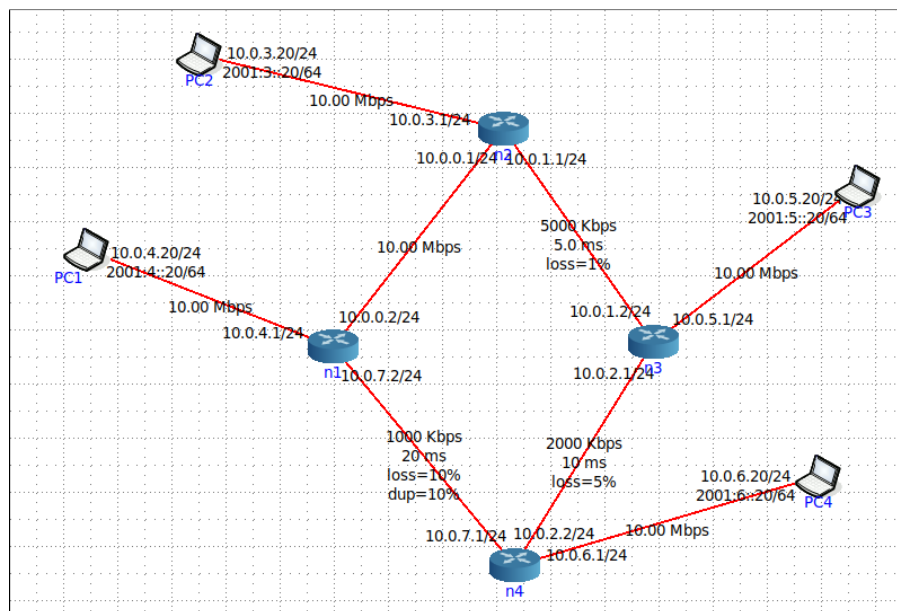 10.0.3.20/24
2001:3::20/64
PC2
10.00 Mbps
10.0.3.1/24
n2
10.0.0.1/24
10.0.1.1/24
10.0.5.20/24
2001:5::20/64
PC3
5000 Kbps
5.0 ms
loss=1%
10.00 Mbps
10.0.4.20/24
2001:4::20/64
PC1
10.00 Mbps
10.00 Mbps
10.0.4.1/24
10.0.0.2/24
n1
10.0.7.2/24
10.0.1.2/24
10.0.5.1/24
10.0.2.1/24
n3
1000 Kbps
20 ms
loss=10%
dup=10%
2000 Kbps
10 ms
loss=5%
10.0.6.20/24
2001:6::20/64
PC4
10.00 Mbps
10.0.7.1/24
10.0.2.2/24
10.0.6.1/24
n4